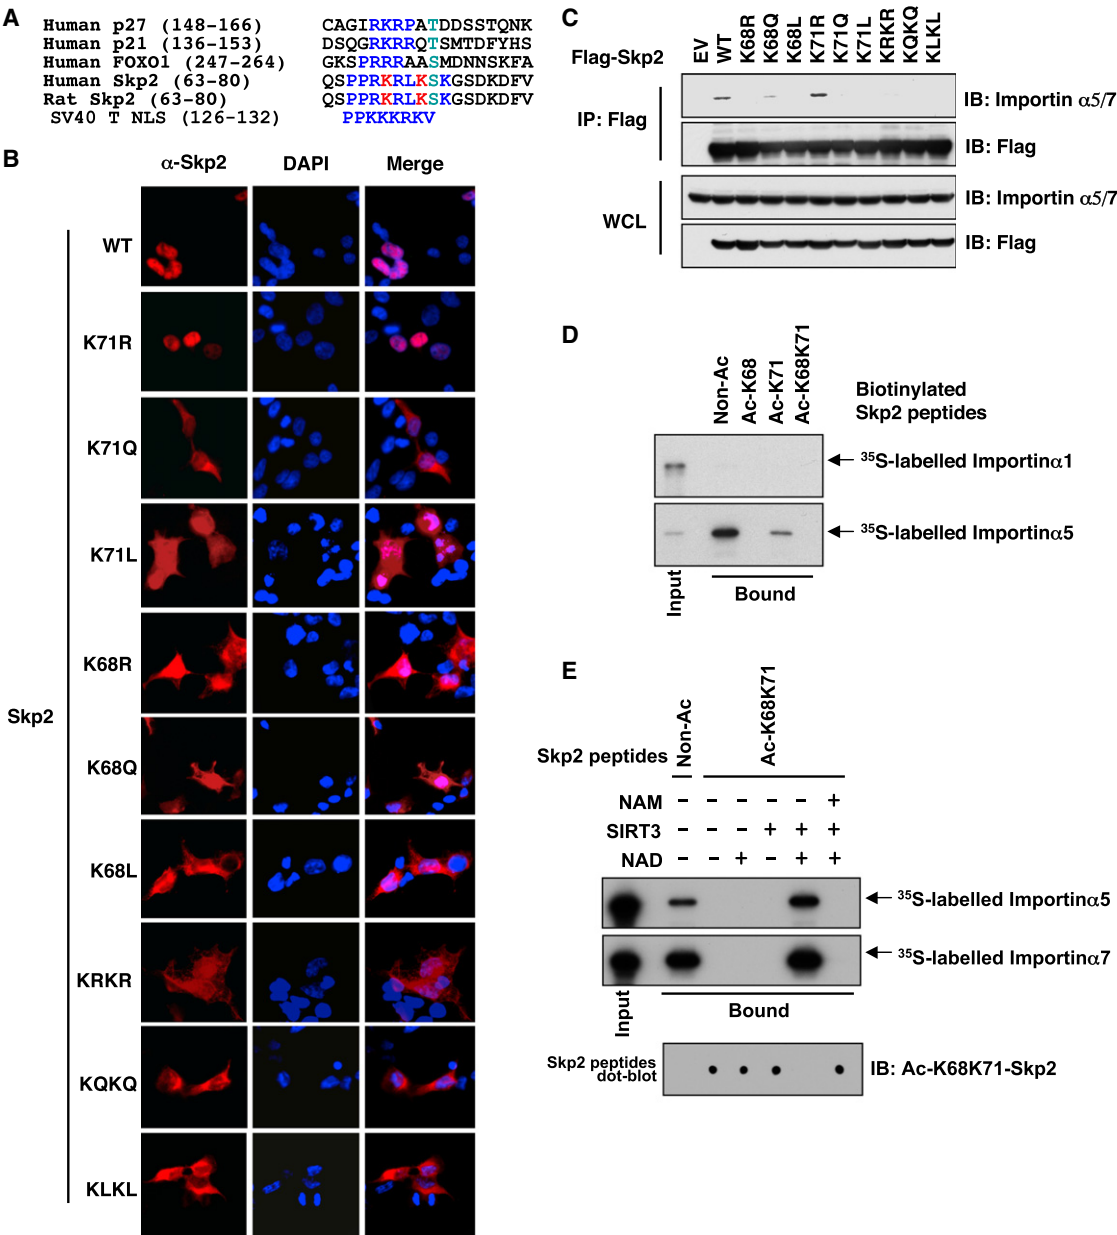 A
Human p27 (148-166) CAGIRKRPATDDSSTQNK
Human p21 (136-153) DSQGRKRRQTSMTDFYHS
Human FOXO1 (247-264) GKSPRRRAASMDNNSKFA
Human Skp2 (63-80) QSPPRKRLKSKGSDKDFV
Rat Skp2 (63-80) QSPPRKRLKSKGSDKDFV
SV40 T NLS (126-132) PPKKKRKV
B
α-Skp2 DAPI Merge
WT
K71R
K71Q
K71L
K68R
Skp2
K68Q
K68L
KRKR
KQKQ
KLKL
C
Flag-Skp2 EV WT K68R K68Q K68L K71R K71Q K71L KRKR KQKQ KLKL
IP: Flag
IB: Importin α5/7
IB: Flag
WCL
IB: Importin α5/7
IB: Flag
D
Non-Ac Ac-K68 Ac-K71 Ac-K68K71
Biotinylated
Skp2 peptides
35S-labelled Importinα1
35S-labelled Importinα5
Input
Bound
E
Skp2 peptides Non-Ac Ac-K68K71
NAM − − − − − +
SIRT3 − − − + + +
NAD − − + − + +
35S-labelled Importinα5
35S-labelled Importinα7
Input
Bound
Skp2 peptides
dot-blot
IB: Ac-K68K71-Skp2